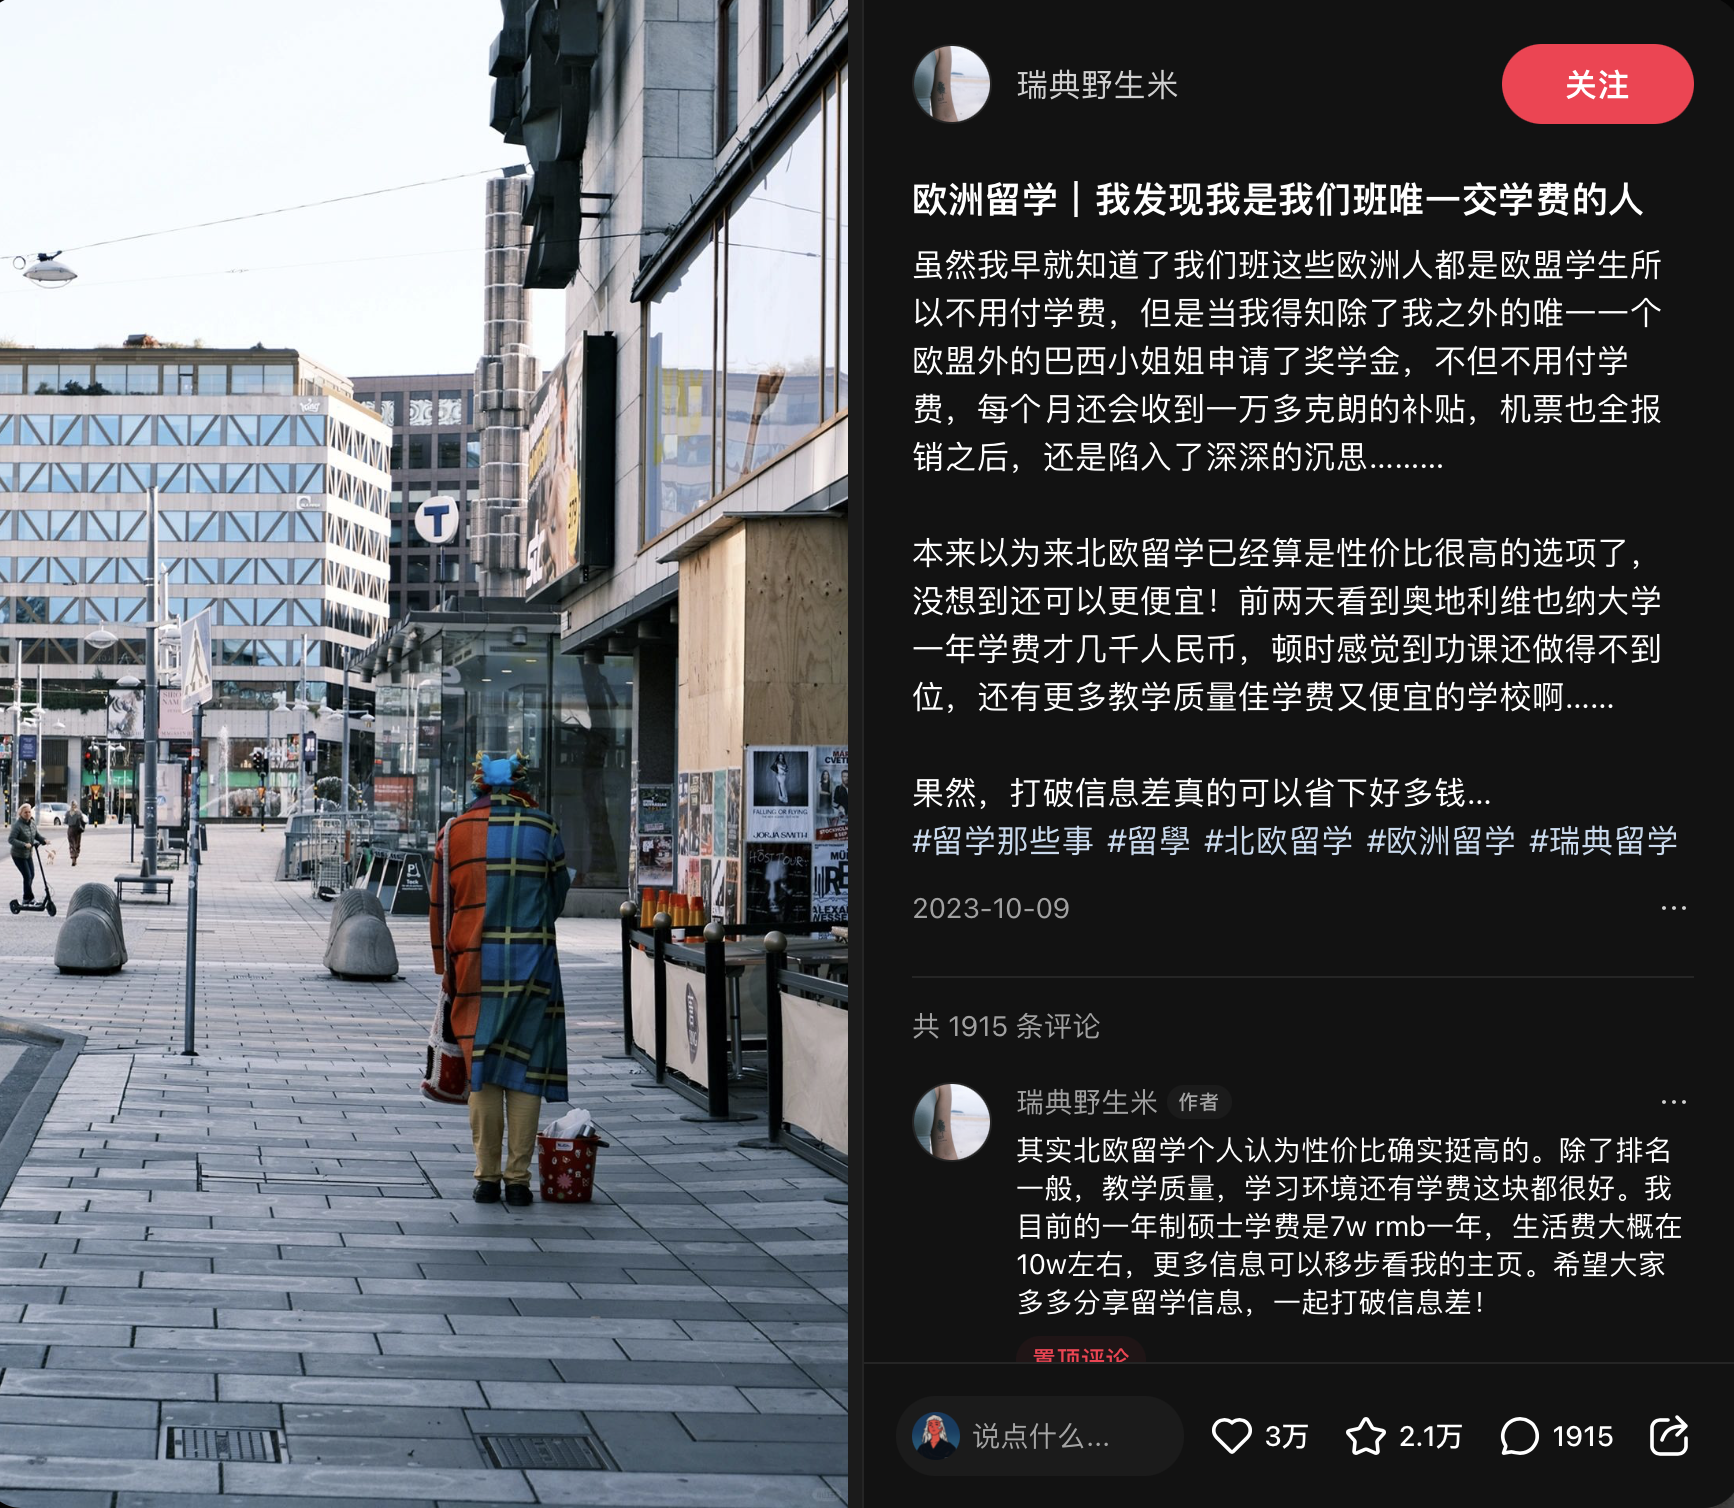 T
JORJA SMITH
FALLING OR FLYING
HÖST TOUR:
瑞典野生米
关注
欧洲留学｜我发现我是我们班唯一交学费的人
虽然我早就知道了我们班这些欧洲人都是欧盟学生所
以不用付学费，但是当我得知除了我之外的唯一一个
欧盟外的巴西小姐姐申请了奖学金，不但不用付学
费，每个月还会收到一万多克朗的补贴，机票也全报
销之后，还是陷入了深深的沉思………
本来以为来北欧留学已经算是性价比很高的选项了，
没想到还可以更便宜！前两天看到奥地利维也纳大学
一年学费才几千人民币，顿时感觉到功课还做得不到
位，还有更多教学质量佳学费又便宜的学校啊……
果然，打破信息差真的可以省下好多钱…
#留学那些事 #留學 #北欧留学 #欧洲留学 #瑞典留学
2023-10-09
共 1915 条评论
瑞典野生米 作者
其实北欧留学个人认为性价比确实挺高的。除了排名
一般，教学质量，学习环境还有学费这块都很好。我
目前的一年制硕士学费是7w rmb一年，生活费大概在
10w左右，更多信息可以移步看我的主页。希望大家
多多分享留学信息，一起打破信息差！
置顶评论
说点什么...
3万
2.1万
1915